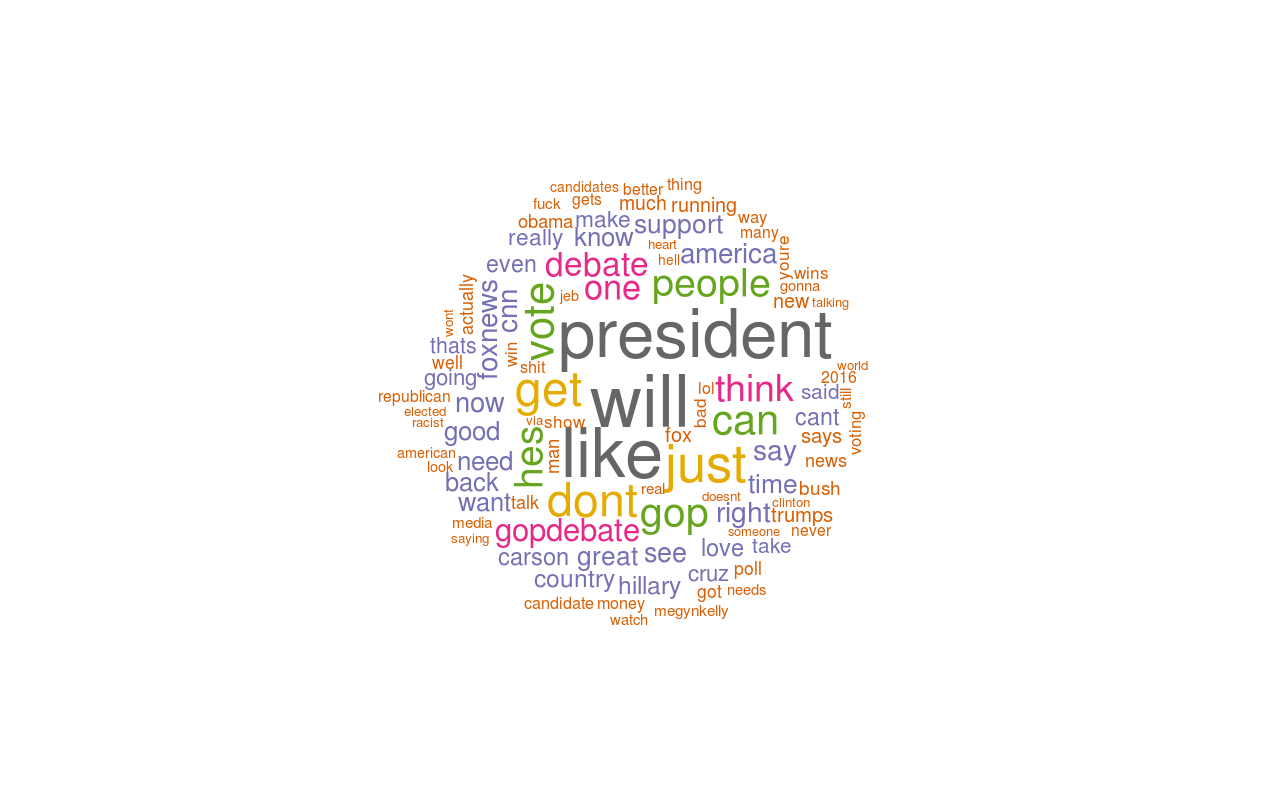 candidates better thing
fuck gets much running
obama make support way
really know heart america many
even debate hell youre
one people wins
jeb gonna
actually foxnews cnn vote new talking
wont president
thats win
well shit world
going get will lol think 2016
republican now said still
elected via show bad can cant
racist good hes like fox says voting
american man just say news
look need
back real time bush
want talk dont doesnt clinton
media gopdebate gop right trumps
saying someone never
carson great see love take
country hillary cruz poll
got needs
candidate money megynkelly
watch